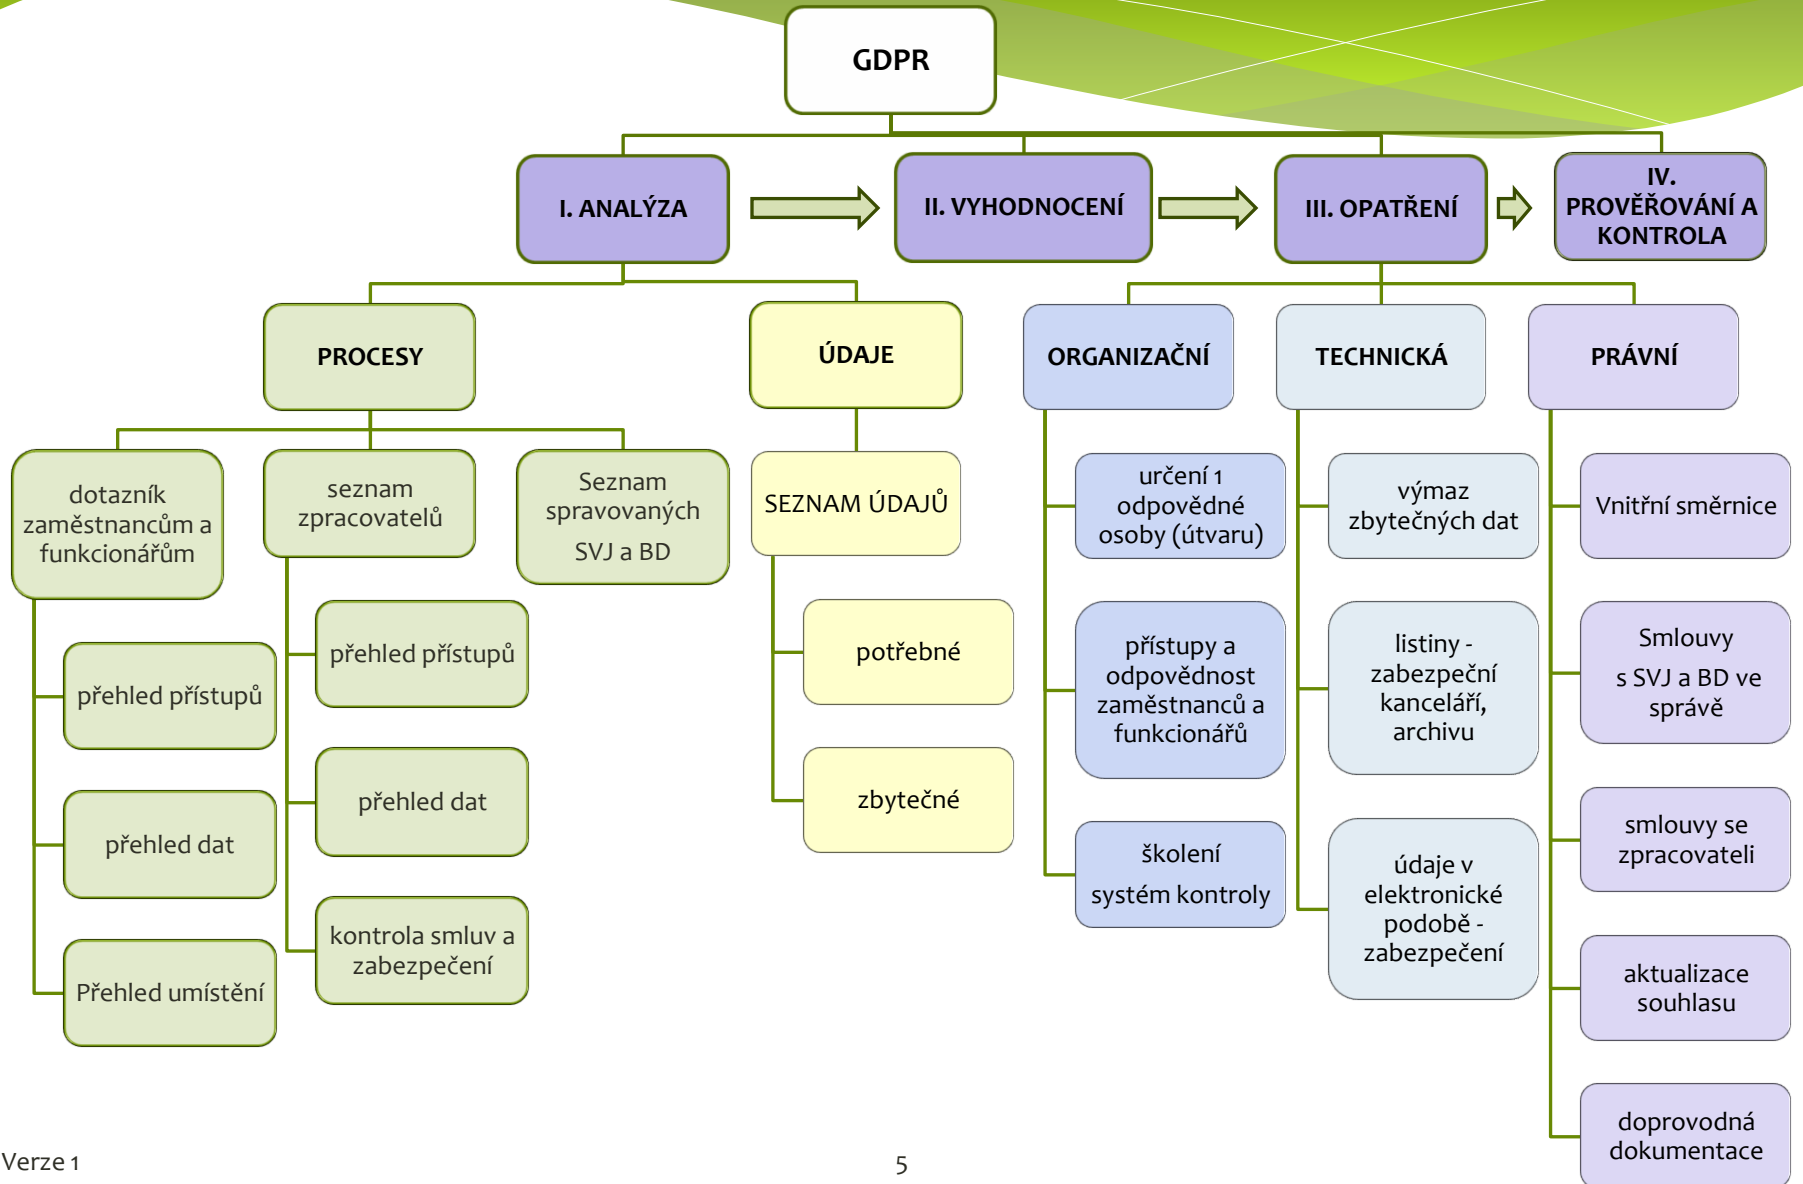 GDPR
I. ANALÝZA
II. VYHODNOCENÍ
III. OPATŘENÍ
IV.
PROVĚŘOVÁNÍ A
KONTROLA
PROCESY
ÚDAJE
ORGANIZAČNÍ
TECHNICKÁ
PRÁVNÍ
dotazník
zaměstnancům a
funkcionářům
přehled přístupů
přehled dat
Přehled umístění
seznam
zpracovatelů
přehled přístupů
přehled dat
kontrola smluv a
zabezpečení
Seznam
spravovaných
SVJ a BD
SEZNAM ÚDAJŮ
potřebné
zbytečné
určení 1
odpovědné
osoby (útvaru)
přístupy a
odpovědnost
zaměstnanců a
funkcionářů
školení
systém kontroly
výmaz
zbytečných dat
listiny -
zabezpeční
kanceláří,
archivu
údaje v
elektronické
podobě -
zabezpečení
Vnitřní směrnice
Smlouvy
s SVJ a BD ve
správě
smlouvy se
zpracovateli
aktualizace
souhlasu
doprovodná
dokumentace
Verze 1
5